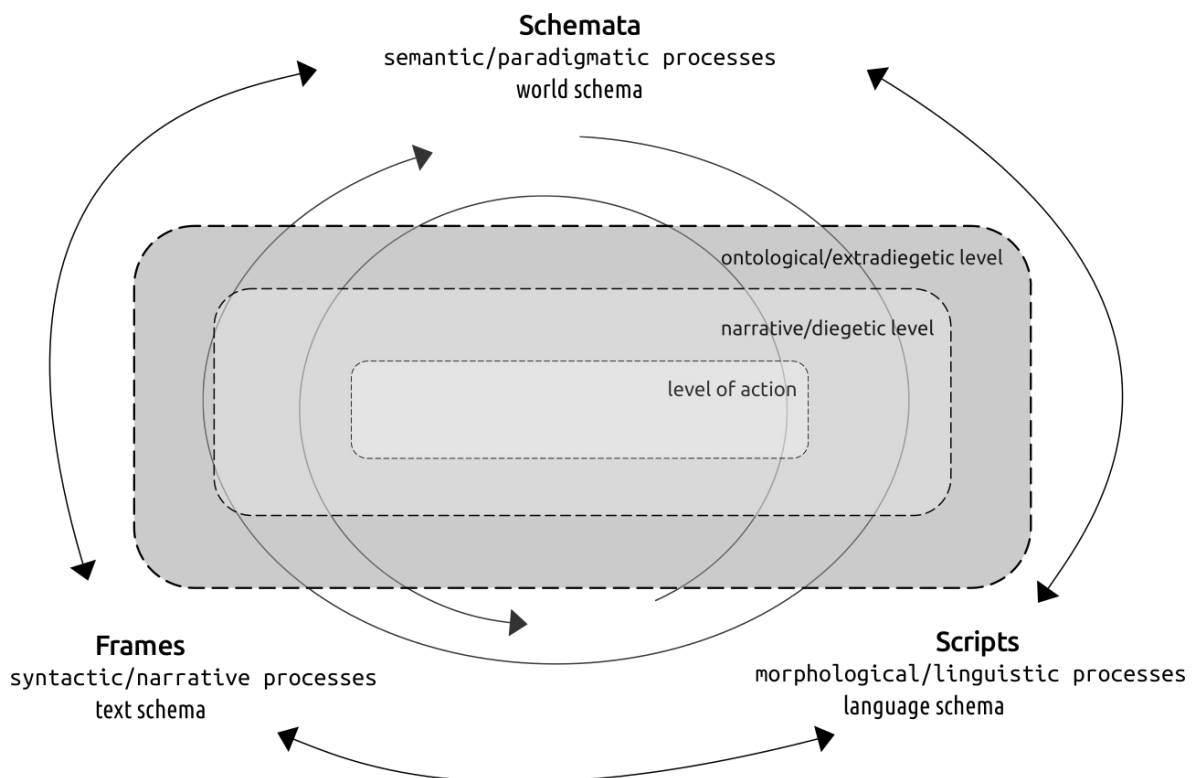 Schemata
semantic/paradigmatic processes
world schema
ontological/extradiegetic level
narrative/diegetic level
level of action
Frames
syntactic/narrative processes
text schema
Scripts
morphological/linguistic processes
language schema